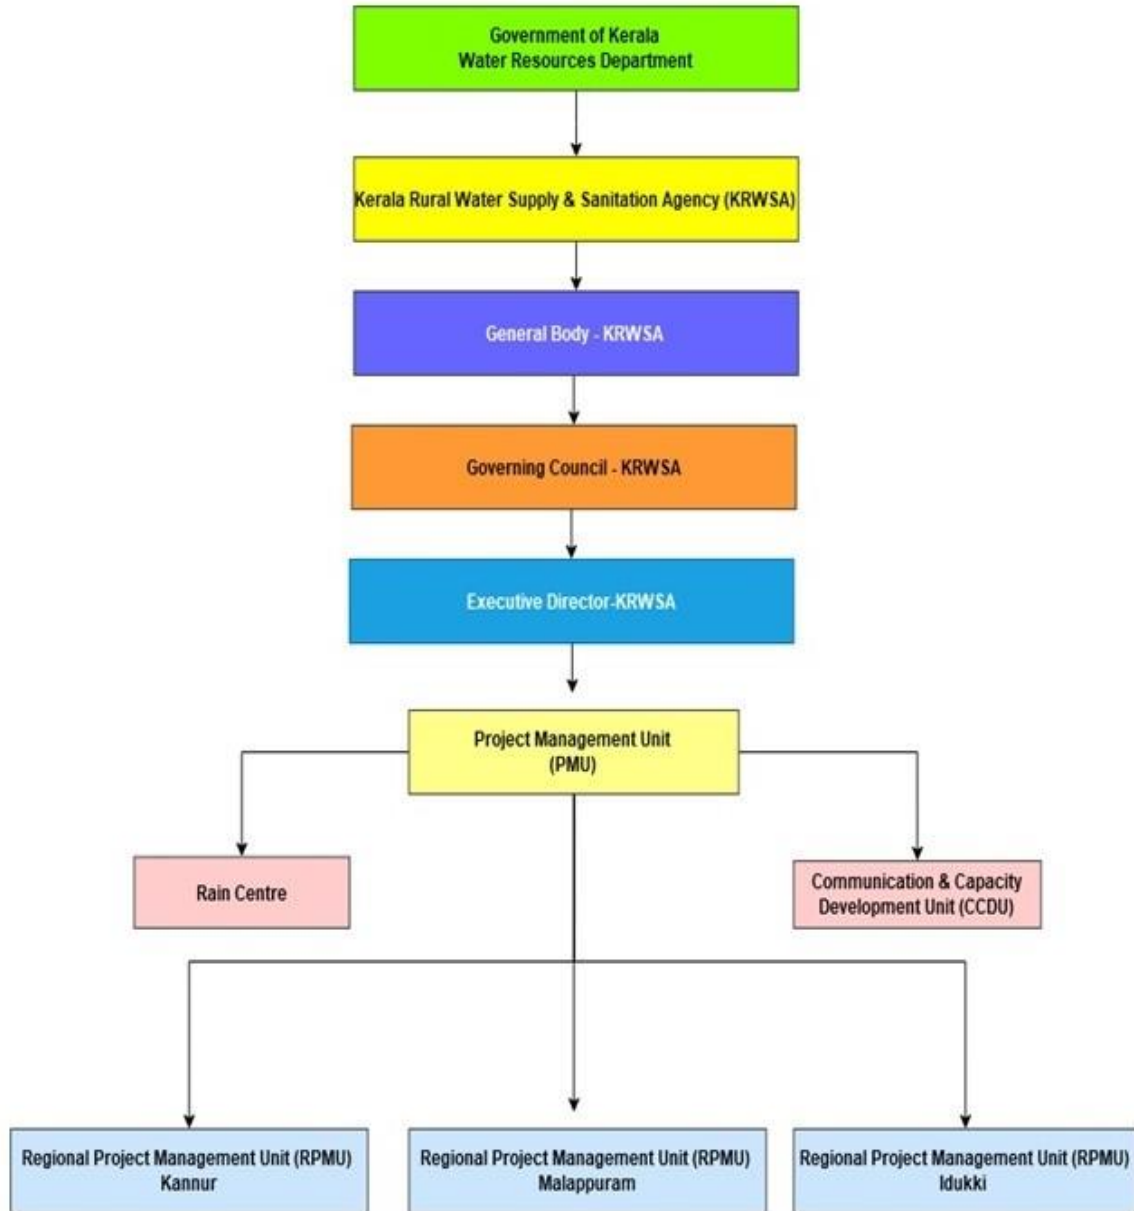 Government of Kerala
Water Resources Department
Kerala Rural Water Supply & Sanitation Agency (KRWSA)
General Body - KRWSA
Governing Council - KRWSA
Executive Director-KRWSA
Project Management Unit
(PMU)
Rain Centre
Communication & Capacity
Development Unit (CCDU)
Regional Project Management Unit (RPMU)
Kannur
Regional Project Management Unit (RPMU)
Malappuram
Regional Project Management Unit (RPMU)
Idukki